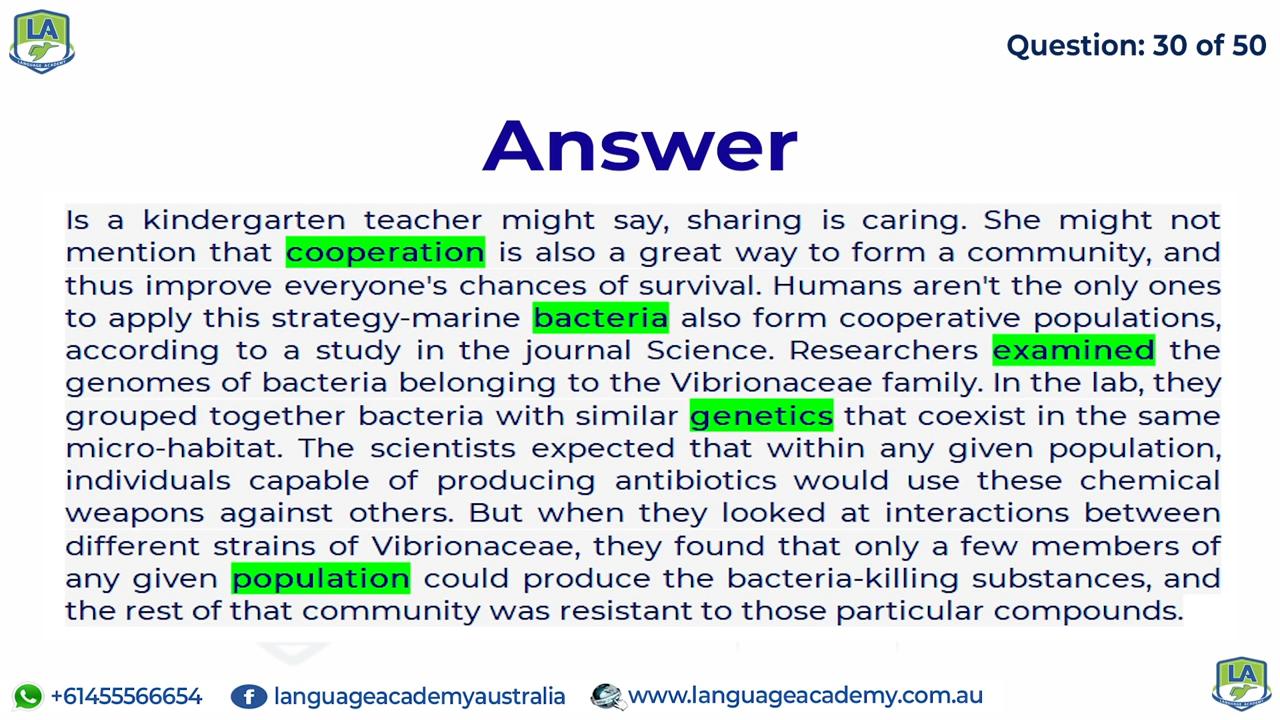 LA
LANGUAGE ACADEMY
Question: 30 of 50
Answer
Is a kindergarten teacher might say, sharing is caring. She might not
mention that cooperation is also a great way to form a community, and
thus improve everyone's chances of survival. Humans aren't the only ones
to apply this strategy-marine bacteria also form cooperative populations,
according to a study in the journal Science. Researchers examined the
genomes of bacteria belonging to the Vibrionaceae family. In the lab, they
grouped together bacteria with similar genetics that coexist in the same
micro-habitat. The scientists expected that within any given population,
individuals capable of producing antibiotics would use these chemical
weapons against others. But when they looked at interactions between
different strains of Vibrionaceae, they found that only a few members of
any given population could produce the bacteria-killing substances, and
the rest of that community was resistant to those particular compounds.
+61455566654
languageacademyaustralia
www.languageacademy.com.au
LA
LANGUAGE ACADEMY